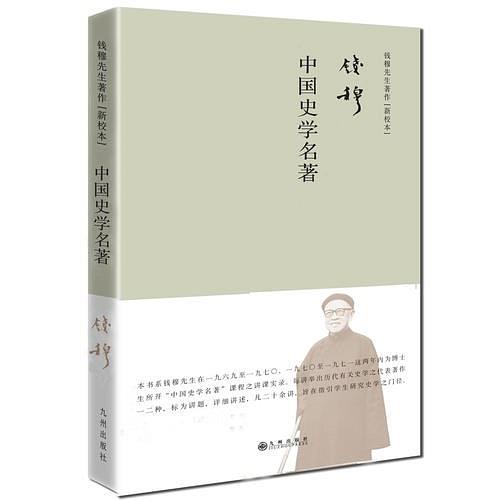 钱穆先生著作[新校本]
中国史学名著
钱穆
九州出版社
钱穆先生著作[新校本]
钱穆
中国史学名著
本书系钱穆先生在一九六九至一九七〇、一九七〇至一九七一这两年内为博士
生所开“中国史学名著”课程之讲课实录。每讲举出历代有关史学之代表著作
一二种，标为讲题，详细讲述，凡二十余讲，旨在指引学生研究史学之门径。
九州出版社
JIUZHOUPRESS